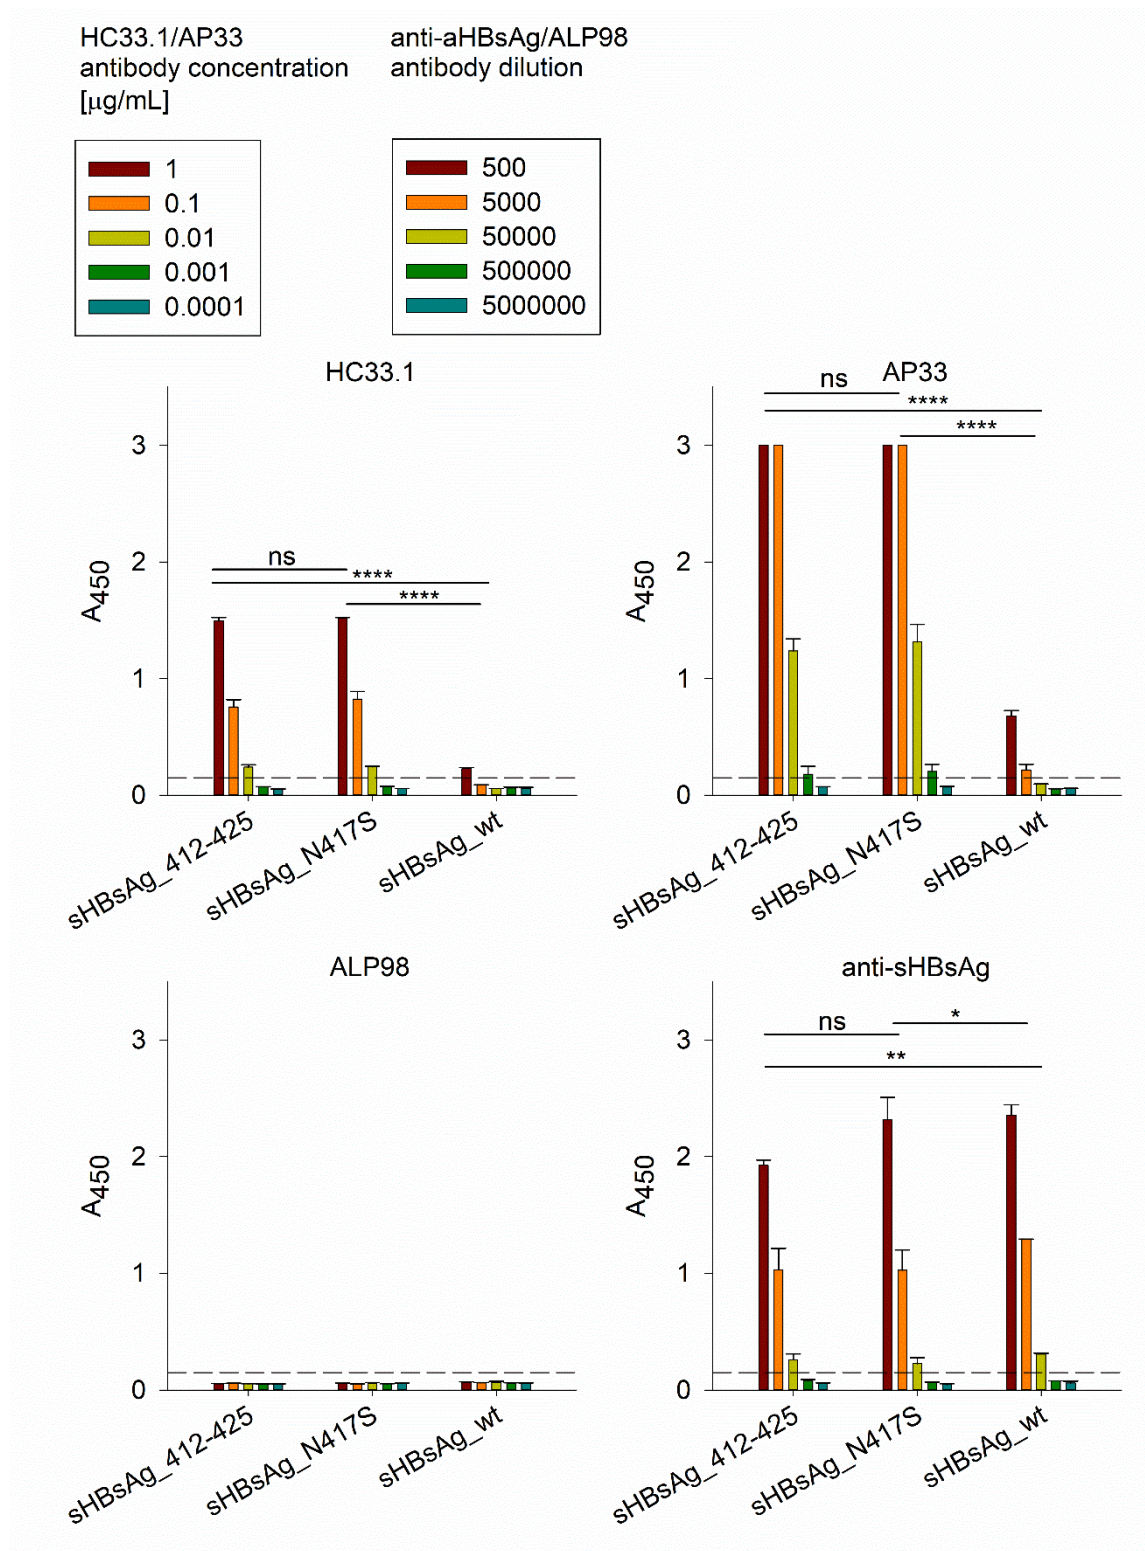 HC33.1/AP33
antibody concentration
[μg/mL]
1
0.1
0.01
0.001
0.0001
anti-aHBsAg/ALP98
antibody dilution
500
5000
50000
500000
5000000
HC33.1
A450
3
2
1
0
ns
****
****
sHBsAg_412-425
sHBsAg_N417S
sHBsAg_wt
AP33
A450
3
2
1
0
ns
****
****
sHBsAg_412-425
sHBsAg_N417S
sHBsAg_wt
ALP98
A450
3
2
1
0
sHBsAg_412-425
sHBsAg_N417S
sHBsAg_wt
anti-sHBsAg
A450
3
2
1
0
ns
*
**
sHBsAg_412-425
sHBsAg_N417S
sHBsAg_wt